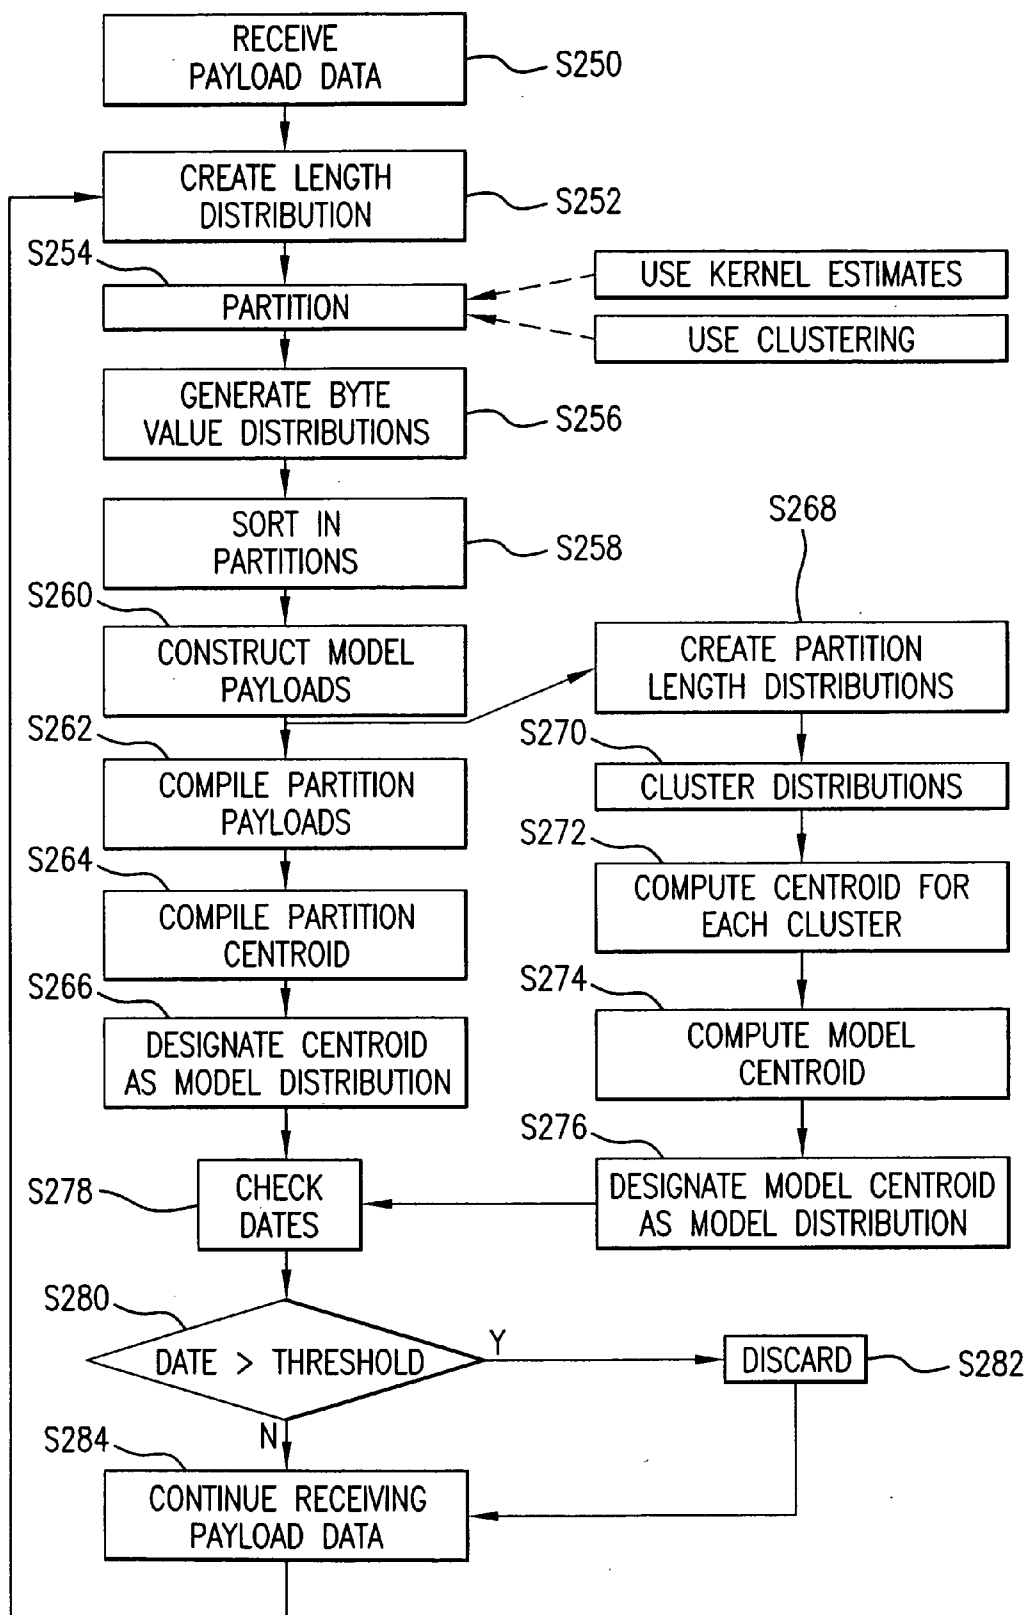 RECEIVE
PAYLOAD DATA
S250
CREATE LENGTH
DISTRIBUTION
S252
S254
PARTITION
USE KERNEL ESTIMATES
USE CLUSTERING
GENERATE BYTE
VALUE DISTRIBUTIONS
S256
SORT IN
PARTITIONS
S258
S260
CONSTRUCT MODEL
PAYLOADS
S262
COMPILE PARTITION
PAYLOADS
S264
COMPILE PARTITION
CENTROID
S266
DESIGNATE CENTROID
AS MODEL DISTRIBUTION
S268
CREATE PARTITION
LENGTH DISTRIBUTIONS
S270
CLUSTER DISTRIBUTIONS
S272
COMPUTE CENTROID FOR
EACH CLUSTER
S274
COMPUTE MODEL
CENTROID
S276
DESIGNATE MODEL CENTROID
AS MODEL DISTRIBUTION
S278
CHECK
DATES
S280
DATE > THRESHOLD
Y
DISCARD
S282
N
S284
CONTINUE RECEIVING
PAYLOAD DATA